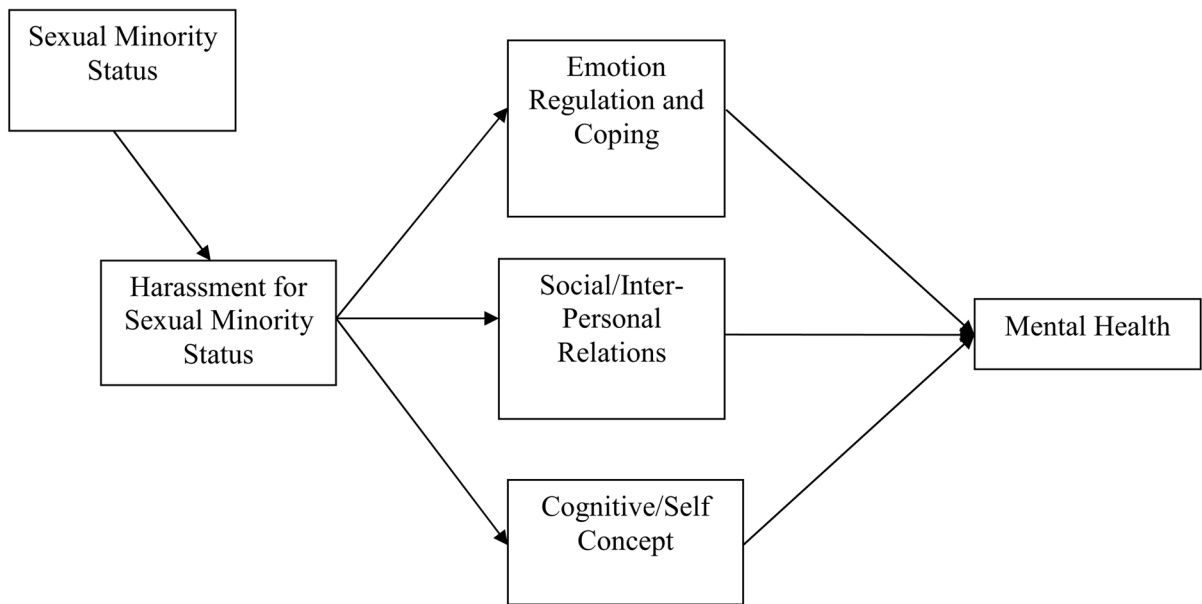 Sexual Minority
Status
Harassment for
Sexual Minority
Status
Emotion
Regulation and
Coping
Social/Inter-
Personal
Relations
Cognitive/Self
Concept
Mental Health